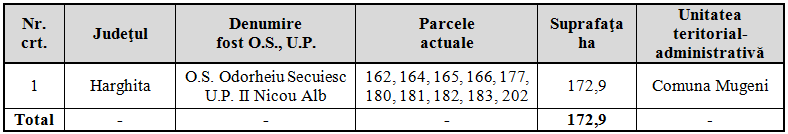 Nr. crt. Județul Denumire fost O.S., U.P. Parcele actuale Suprafața ha Unitatea teritorial-administrativă
1 Harghita O.S. Odorheiu Secuiesc U.P. II Nicou Alb 162, 164, 165, 166, 177, 180, 181, 182, 183, 202 172,9 Comuna Mugeni
Total - - - 172,9 -